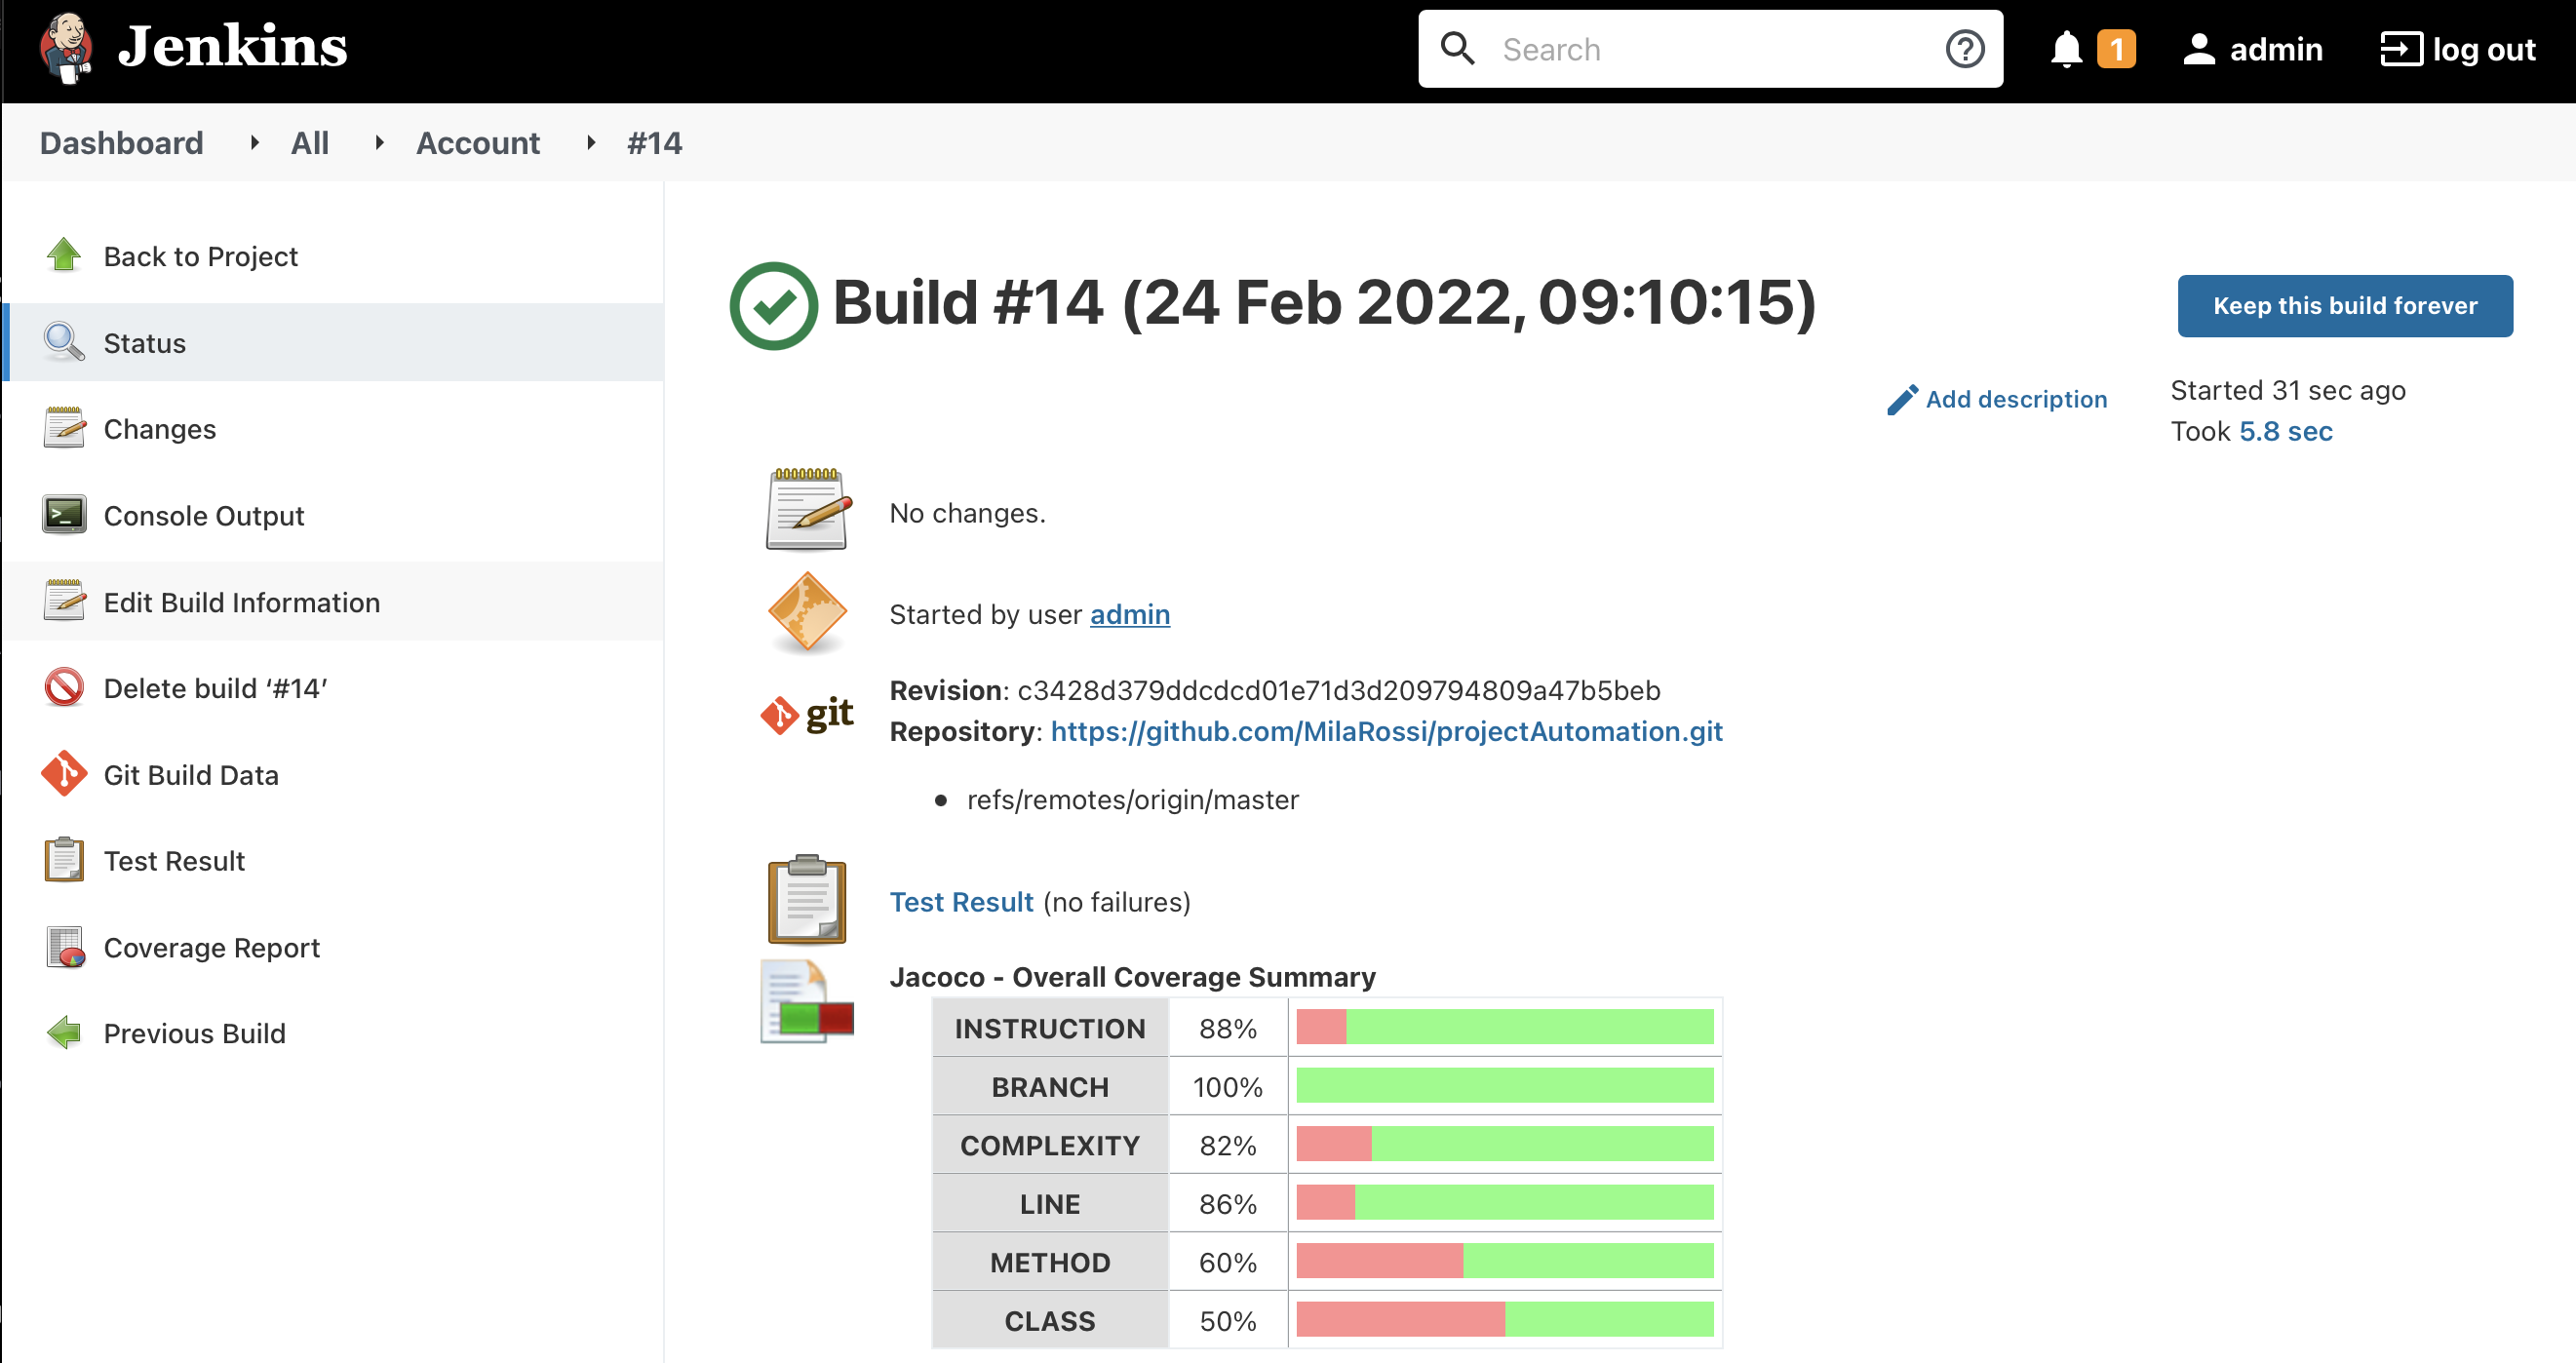 Jenkins
Search
1
admin
log out
Dashboard
All
Account
#14
Back to Project
Status
Changes
Console Output
Edit Build Information
Delete build ‘#14’
Git Build Data
Test Result
Coverage Report
Previous Build
Build #14 (24 Feb 2022, 09:10:15)
Keep this build forever
Add description
Started 31 sec ago
Took 5.8 sec
No changes.
Started by user admin
git
Revision: c3428d379ddcdcd01e71d3d209794809a47b5beb
Repository: https://github.com/MilaRossi/projectAutomation.git
refs/remotes/origin/master
Test Result (no failures)
Jacoco - Overall Coverage Summary
INSTRUCTION 88%
BRANCH 100%
COMPLEXITY 82%
LINE 86%
METHOD 60%
CLASS 50%